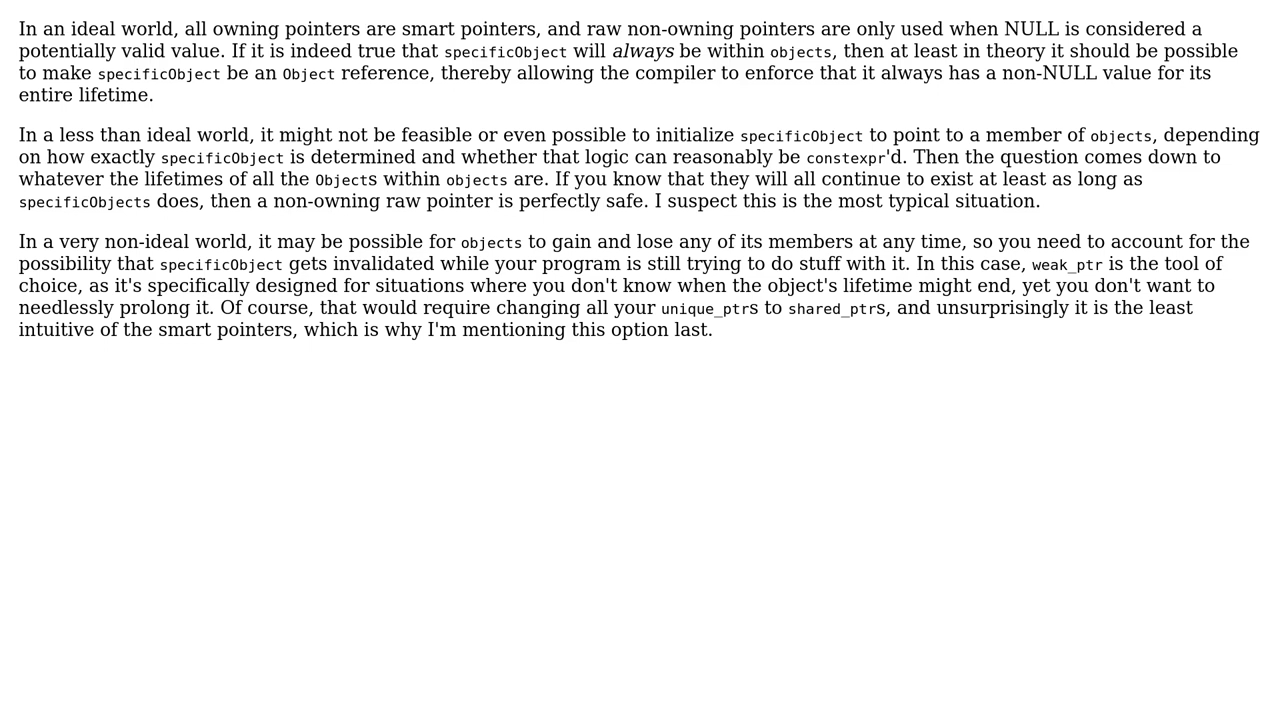 In an ideal world, all owning pointers are smart pointers, and raw non-owning pointers are only used when NULL is considered a
potentially valid value. If it is indeed true that specificObject will always be within objects, then at least in theory it should be possible
to make specificObject be an Object reference, thereby allowing the compiler to enforce that it always has a non-NULL value for its
entire lifetime.
In a less than ideal world, it might not be feasible or even possible to initialize specificObject to point to a member of objects, depending
on how exactly specificObject is determined and whether that logic can reasonably be constexpr'd. Then the question comes down to
whatever the lifetimes of all the Objects within objects are. If you know that they will all continue to exist at least as long as
specificObjects does, then a non-owning raw pointer is perfectly safe. I suspect this is the most typical situation.
In a very non-ideal world, it may be possible for objects to gain and lose any of its members at any time, so you need to account for the
possibility that specificObject gets invalidated while your program is still trying to do stuff with it. In this case, weak_ptr is the tool of
choice, as it's specifically designed for situations where you don't know when the object's lifetime might end, yet you don't want to
needlessly prolong it. Of course, that would require changing all your unique_ptrs to shared_ptrs, and unsurprisingly it is the least
intuitive of the smart pointers, which is why I'm mentioning this option last.